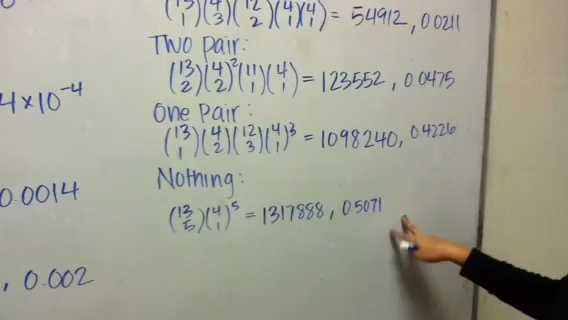 (13 1)(4 3)(12 2)(4 1)(4 1) = 54912, 0.0211
Two pair:
(13 2)(4 2)²(11 1)(4 1) = 123552, 0.0475
4x10⁻⁴
One Pair:
(13 1)(4 2)(12 3)(4 1)³ = 1098240, 0.4226
0.0014
Nothing:
(13 5)(4 1)⁵ = 1317888, 0.5071
, 0.002